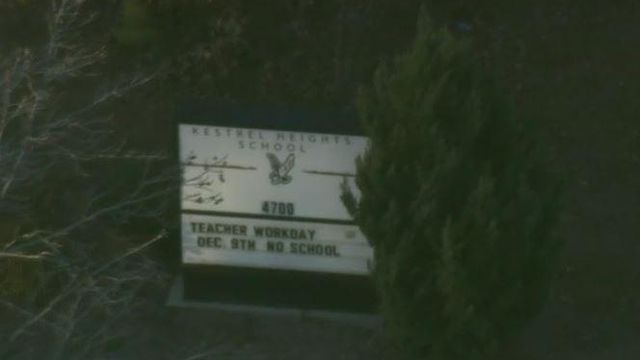 KESTREL HEIGHTS
SCHOOL
4700
TEACHER WORKDAY
DEC. 9TH NO SCHOOL